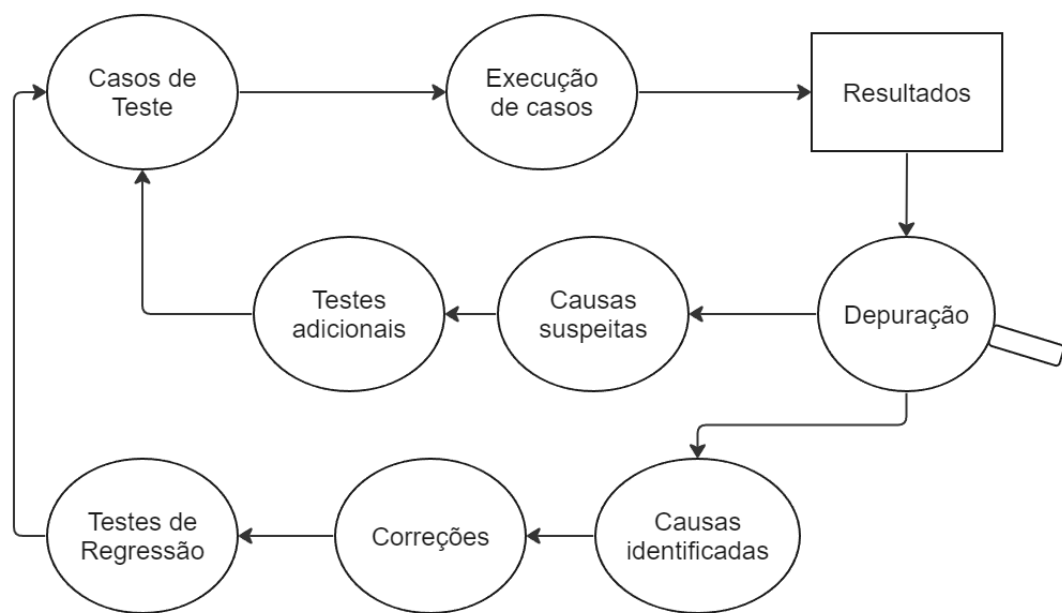 Casos de
Teste
Execução
de casos
Resultados
Testes
adicionais
Causas
suspeitas
Depuração
Testes de
Regressão
Correções
Causas
identificadas